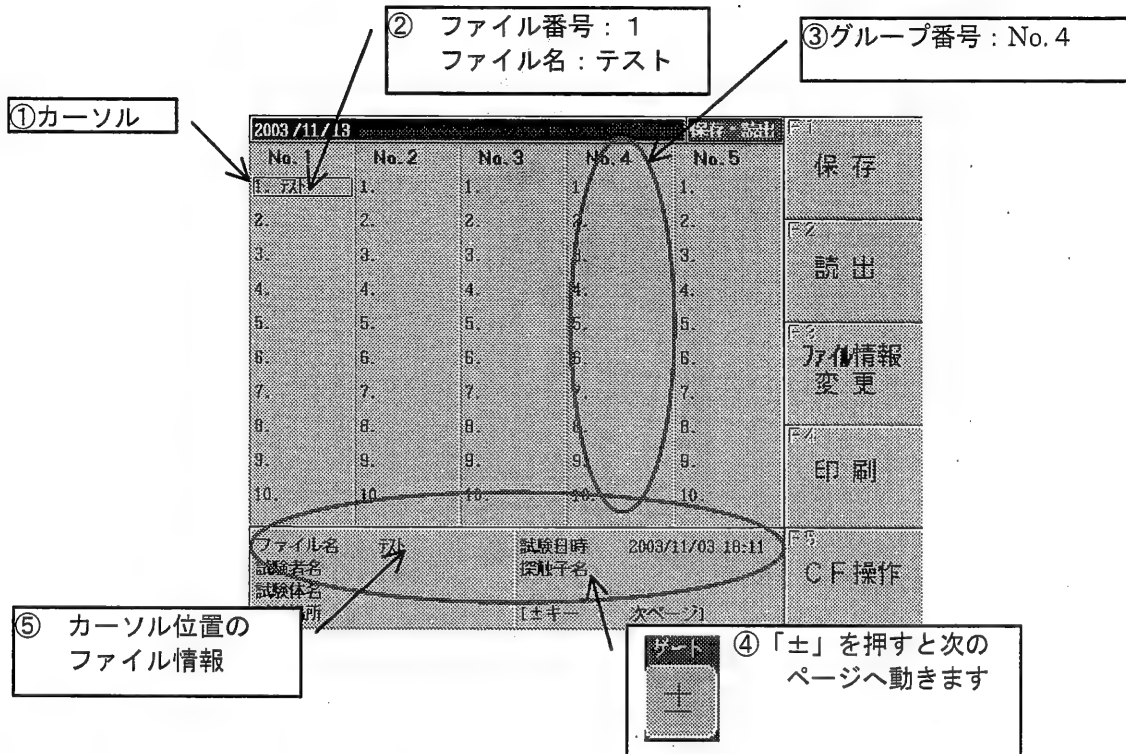 ② ファイル番号：1
ファイル名：テスト
③グループ番号：No.4
①カーソル
2003/11/13 保存・読出
No.1 No.2 No.3 No.4 No.5
1. テスト 1. 1. 1. 1.
2. 2. 2. 2. 2.
3. 3. 3. 3. 3.
4. 4. 4. 4. 4.
5. 5. 5. 5. 5.
6. 6. 6. 6. 6.
7. 7. 7. 7. 7.
8. 8. 8. 8. 8.
9. 9. 9. 9. 9.
10. 10. 10. 10. 10.
F1
保存
F2
読出
F3
ファイル情報
変更
F4
印刷
F5
CF操作
ファイル名 テスト 試験日時 2003/11/03 18:11
試験者名 探触子名
試験体名
所 [±キー 次ページ]
⑤ カーソル位置の
ファイル情報
ゲート
±
④「±」を押すと次の
ページへ動きます